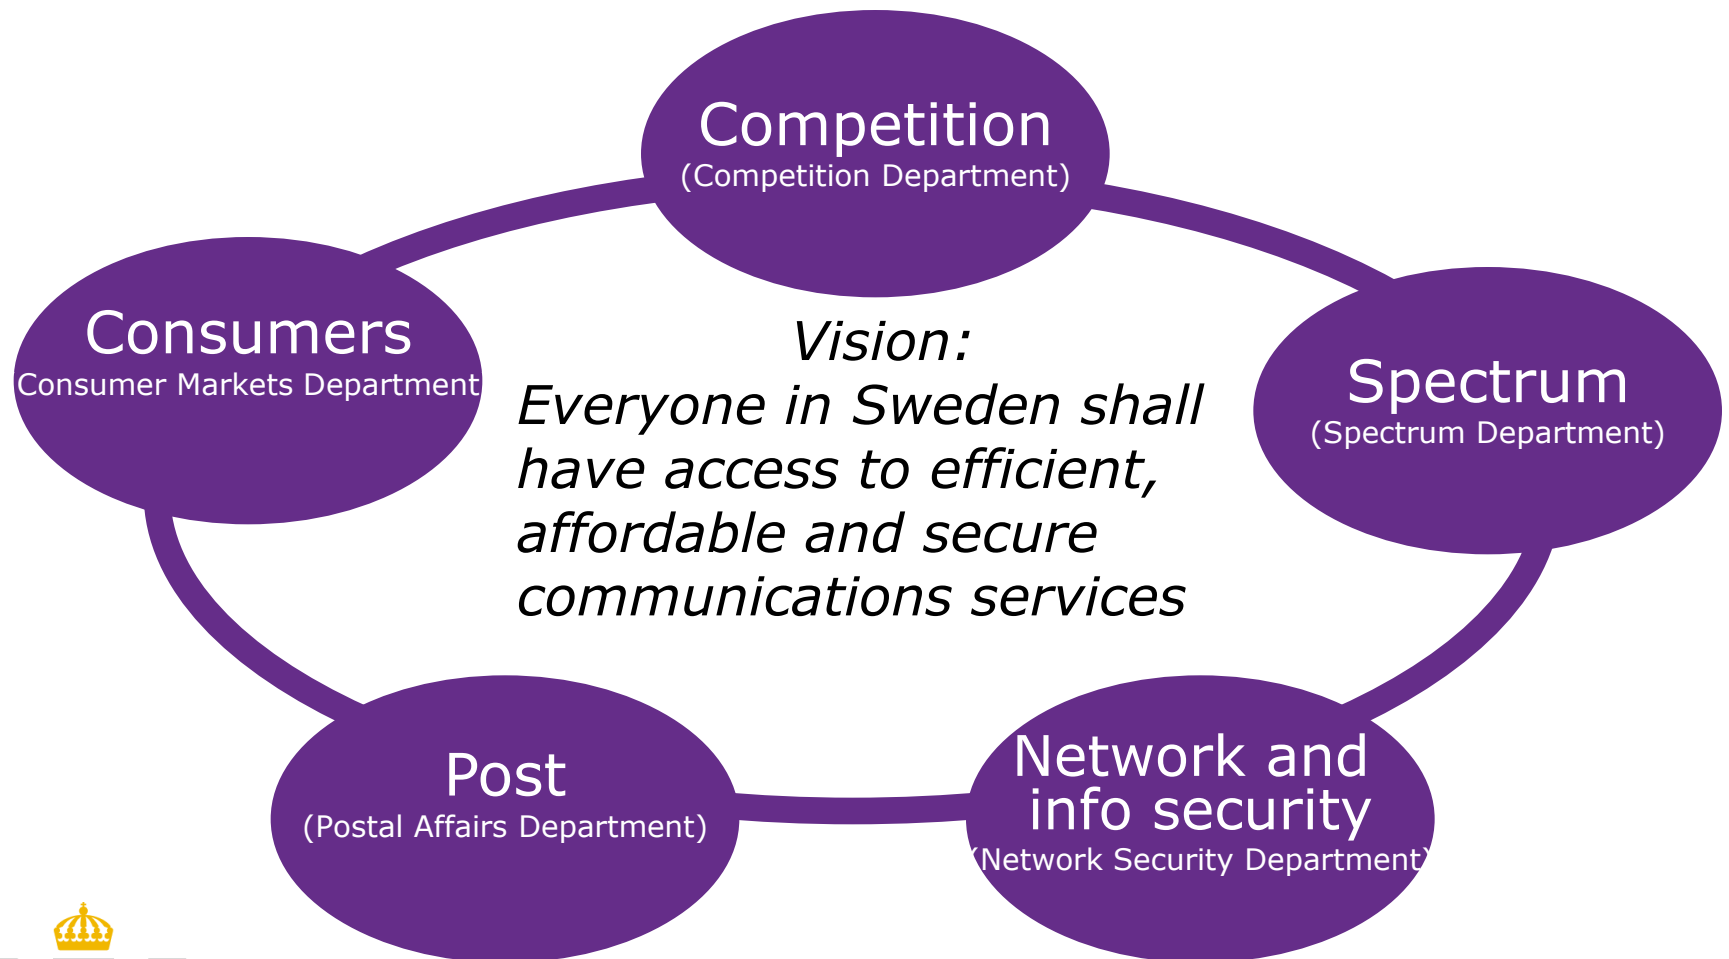 Competition
(Competition Department)
Consumers
Consumer Markets Department
Spectrum
(Spectrum Department)
Vision:
Everyone in Sweden shall
have access to efficient,
affordable and secure
communications services
Post
(Postal Affairs Department)
Network and
info security
(Network Security Department)